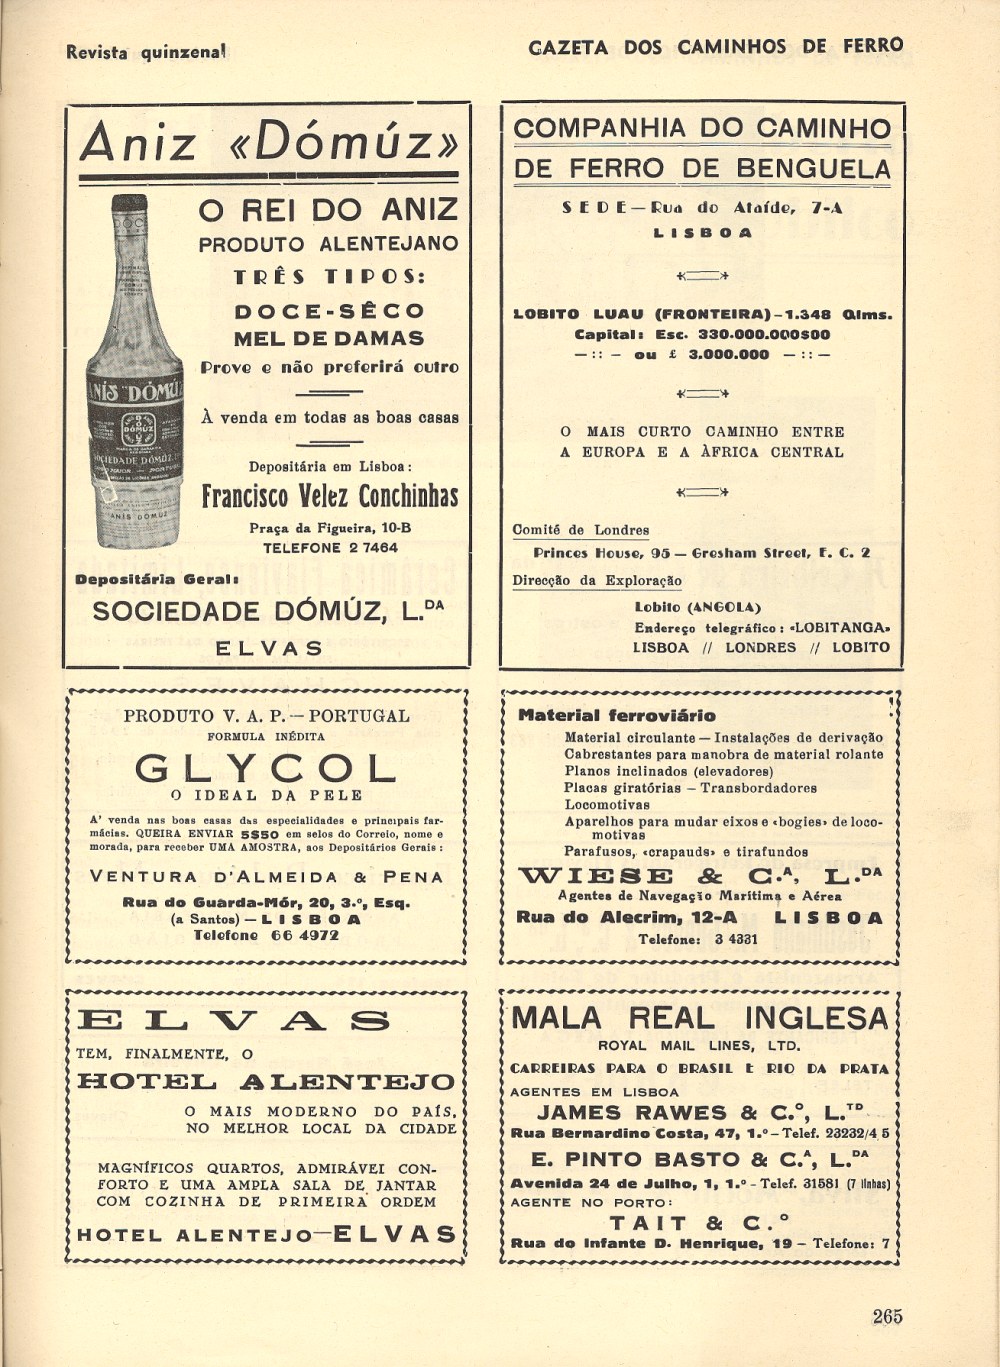 Revista quinzenal
GAZETA DOS CAMINHOS DE FERRO
Aniz «Dómúz»
O REI DO ANIZ
PRODUTO ALENTEJANO
TRÊS TIPOS:
DOCE-SÊCO
MEL DE DAMAS
Prove e não preferirá outro
À venda em todas as boas casas
Depositária em Lisboa:
Francisco Velez Conchinhas
Praça da Figueira, 10-B
TELEFONE 2 7464
ANÍS DÓMÚZ
DÓMÚZ
SOCIEDADE DÓMÚZ
ANIS DOMUZ
Depositária Geral:
SOCIEDADE DÓMÚZ, L.DA
ELVAS
COMPANHIA DO CAMINHO
DE FERRO DE BENGUELA
SEDE — Rua do Ataíde, 7-A
LISBOA
LOBITO LUAU (FRONTEIRA) - 1.348 Qlms.
Capital: Esc. 330.000.000$00
— :: — ou £ 3.000.000 — :: —
O MAIS CURTO CAMINHO ENTRE
A EUROPA E A ÀFRICA CENTRAL
Comité de Londres
Princes House, 95 — Gresham Street, E. C. 2
Direcção da Exploração
Lobito (ANGOLA)
Endereço telegráfico: «LOBITANGA»
LISBOA // LONDRES // LOBITO
PRODUTO V. A. P. — PORTUGAL
FORMULA INÉDITA
GLYCOL
O IDEAL DA PELE
A' venda nas boas casas das especialidades e principais far-
mácias. QUEIRA ENVIAR 5$50 em selos do Correio, nome e
morada, para receber UMA AMOSTRA, aos Depositários Gerais:
VENTURA D'ALMEIDA & PENA
Rua do Guarda-Mór, 20, 3.º, Esq.
(a Santos) — LISBOA
Telefone 66 4972
Material ferroviário
Material circulante — Instalações de derivação
Cabrestantes para manobra de material rolante
Planos inclinados (elevadores)
Placas giratórias — Transbordadores
Locomotivas
Aparelhos para mudar eixos e «bogies» de loco-
motivas
Parafusos, «crapauds» e tirafundos
WIESE & C.A, L.DA
Agentes de Navegação Marítima e Aérea
Rua do Alecrim, 12-A LISBOA
Telefone: 3 4331
ELVAS
TEM, FINALMENTE, O
HOTEL ALENTEJO
O MAIS MODERNO DO PAÍS,
NO MELHOR LOCAL DA CIDADE
MAGNÍFICOS QUARTOS, ADMIRÁVEI CON-
FORTO E UMA AMPLA SALA DE JANTAR
COM COZINHA DE PRIMEIRA ORDEM
HOTEL ALENTEJO—ELVAS
MALA REAL INGLESA
ROYAL MAIL LINES, LTD.
CARREIRAS PARA O BRASIL E RIO DA PRATA
AGENTES EM LISBOA
JAMES RAWES & C.º, L.TD
Rua Bernardino Costa, 47, 1.º — Telef. 23232/4 5
E. PINTO BASTO & C.A, L.DA
Avenida 24 de Julho, 1, 1.º - Telef. 31581 (7 linhas)
AGENTE NO PORTO:
TAIT & C.º
Rua do Infante D. Henrique, 19 — Telefone: 7
265